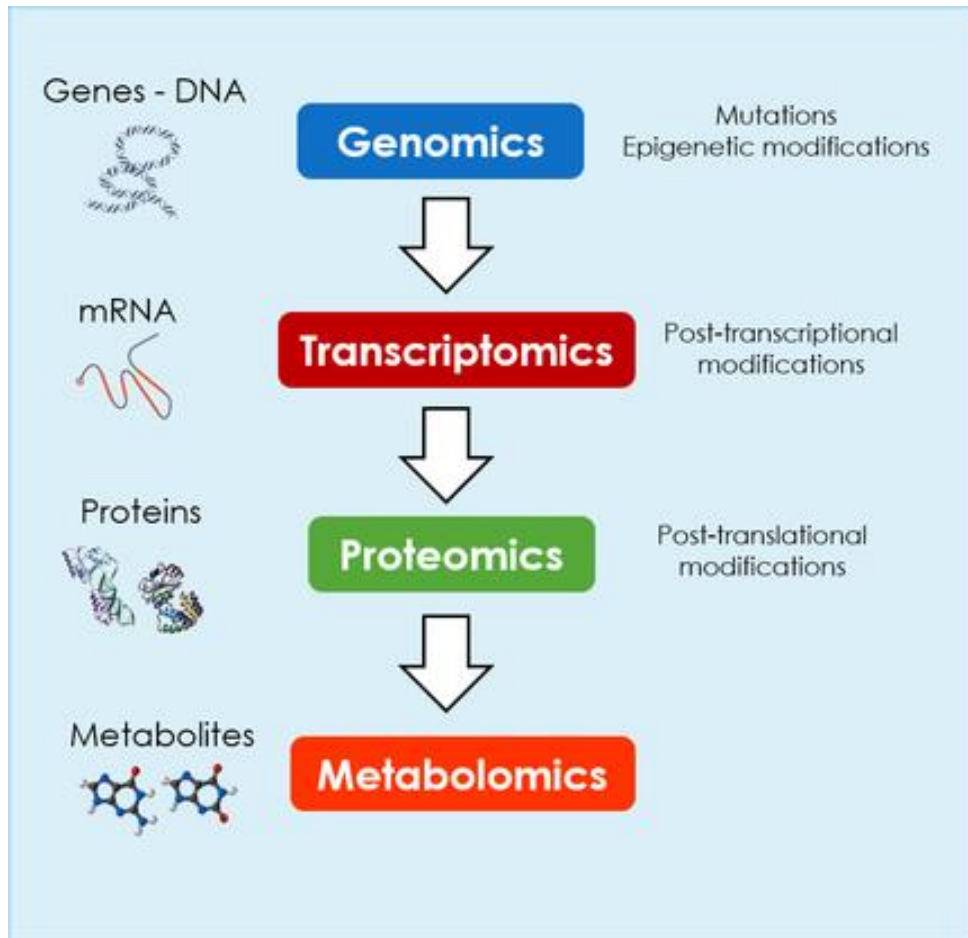 Genes - DNA
Genomics
Mutations
Epigenetic modifications
mRNA
Transcriptomics
Post-transcriptional
modifications
Proteins
Proteomics
Post-translational
modifications
Metabolites
Metabolomics